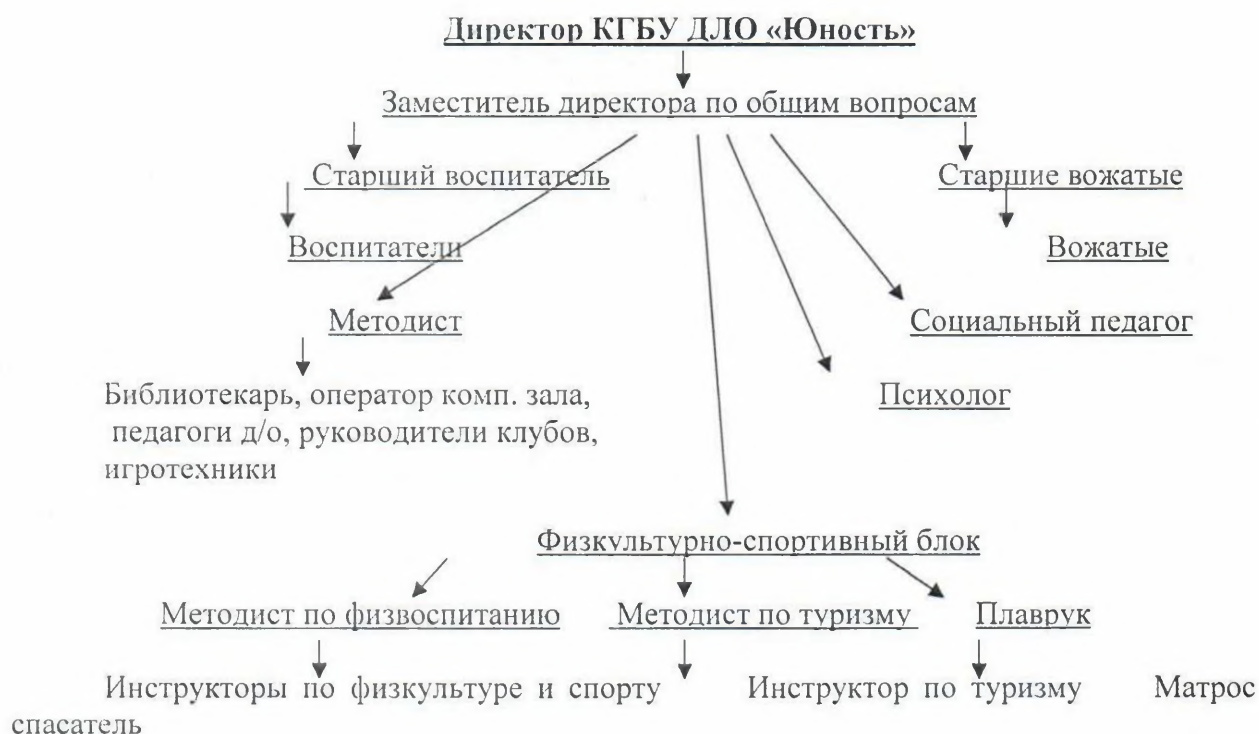 Директор КГБУ ДЛО «Юность»
Заместитель директора по общим вопросам
Старший воспитатель
Старшие вожатые
Воспитатели
Вожатые
Методист
Социальный педагог
Библиотекарь, оператор комп. зала,
педагоги д/о, руководители клубов,
игротехники
Психолог
Физкультурно-спортивный блок
Методист по физвоспитанию Методист по туризму Плаврук
Инструкторы по физкультуре и спорту Инструктор по туризму Матрос
спасатель